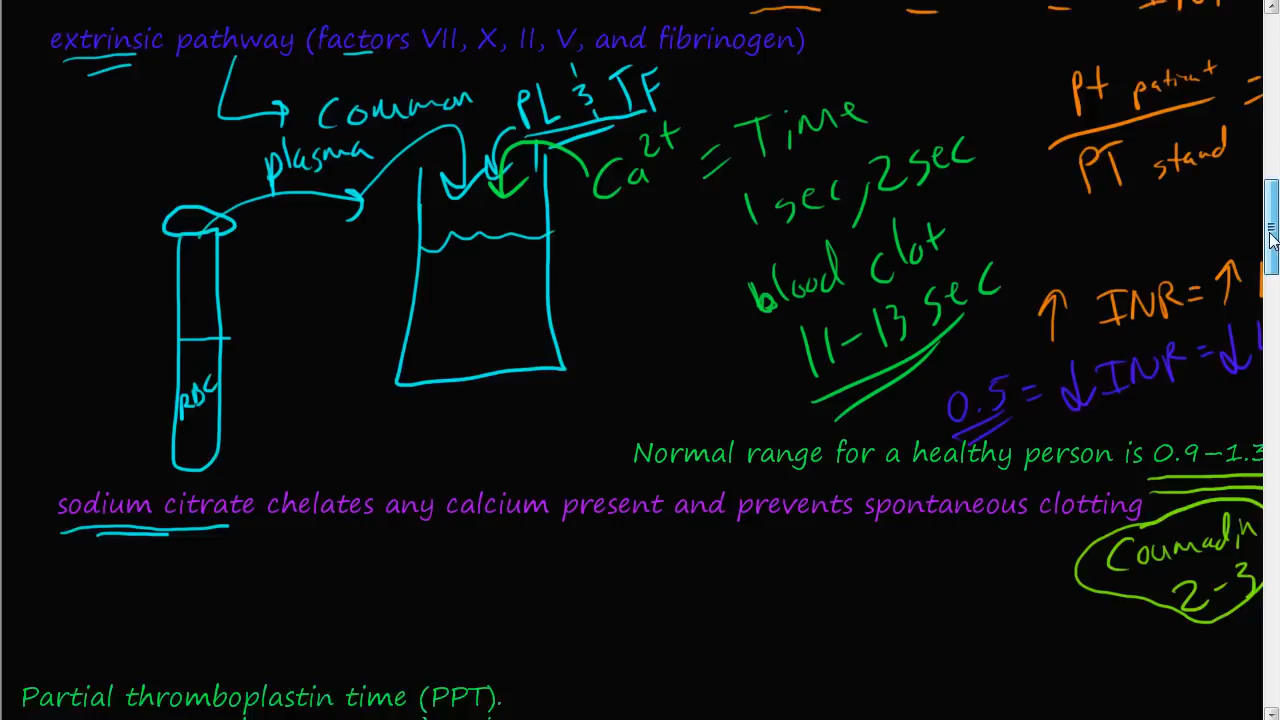 extrinsic pathway (factors VII, X, II, V, and fibrinogen)
Common
PL & TF
plasma
Ca2+ = Time
1 sec, 2 sec
blood clot
11-13 sec
RBC
Pt patient =
PT stand
↑ INR = ↑
0.5 = ↓ INR = ↓
Normal range for a healthy person is 0.9-1.3
sodium citrate chelates any calcium present and prevents spontaneous clotting
Coumadin
2-3
Partial thromboplastin time (PPT).